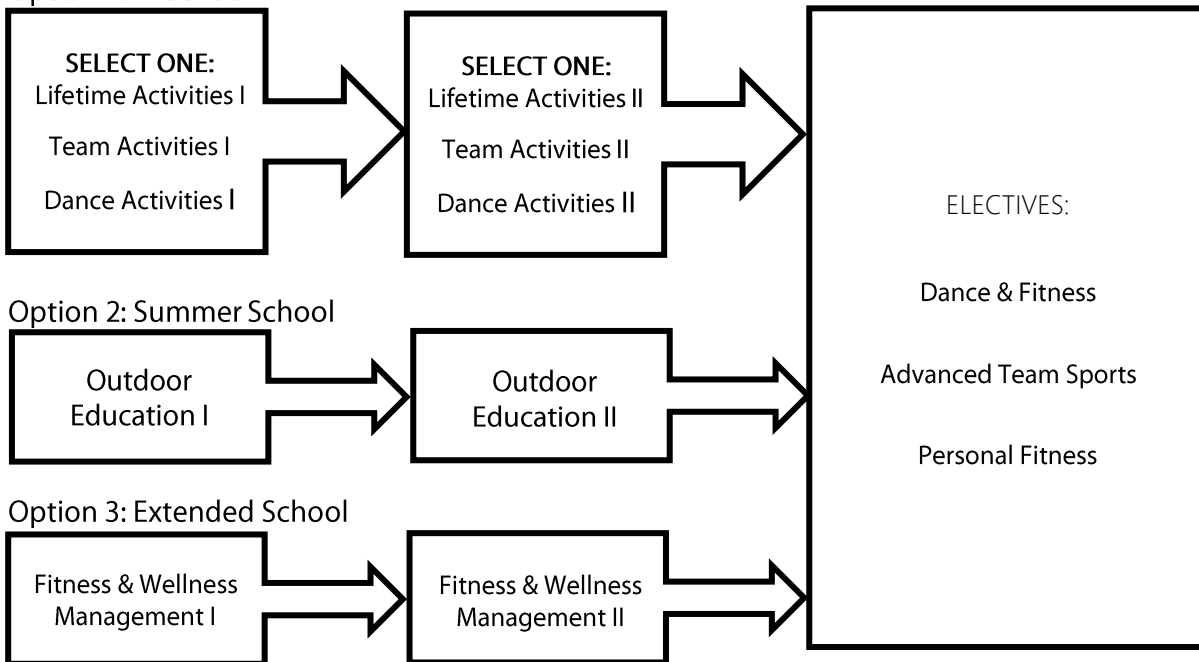 SELECT ONE:
Lifetime Activities I
Team Activities I
Dance Activities I
SELECT ONE:
Lifetime Activities II
Team Activities II
Dance Activities II
ELECTIVES:
Dance & Fitness
Advanced Team Sports
Personal Fitness
Option 2: Summer School
Outdoor
Education I
Outdoor
Education II
Option 3: Extended School
Fitness & Wellness
Management I
Fitness & Wellness
Management II